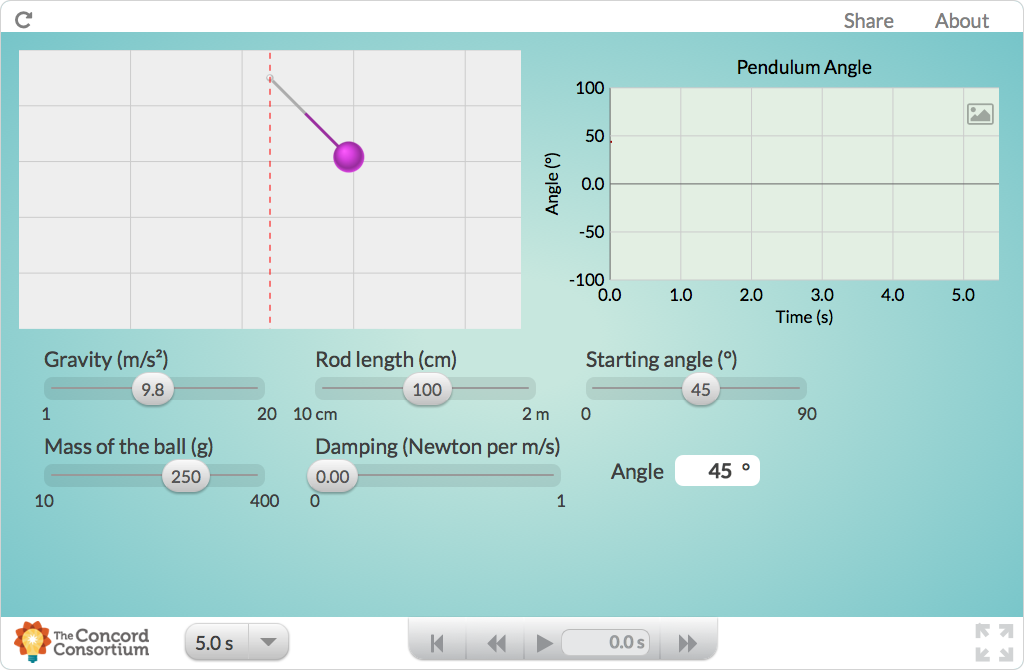 Share About
Pendulum Angle
100
50
0.0
-50
-100
Angle (º)
0.0 1.0 2.0 3.0 4.0 5.0
Time (s)
Gravity (m/s²) Rod length (cm) Starting angle (º)
9.8 100 45
1 20 10 cm 2 m 0 90
Mass of the ball (g) Damping (Newton per m/s)
250 0.00 Angle 45 º
10 400 0 1
The Concord
Consortium
5.0 s 0.0 s